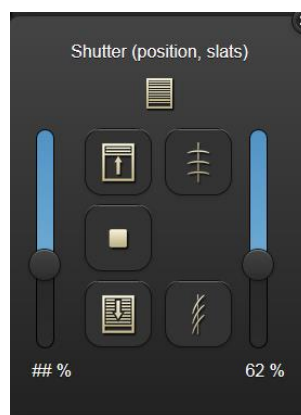 Shutter (position, slats)
## %
62 %